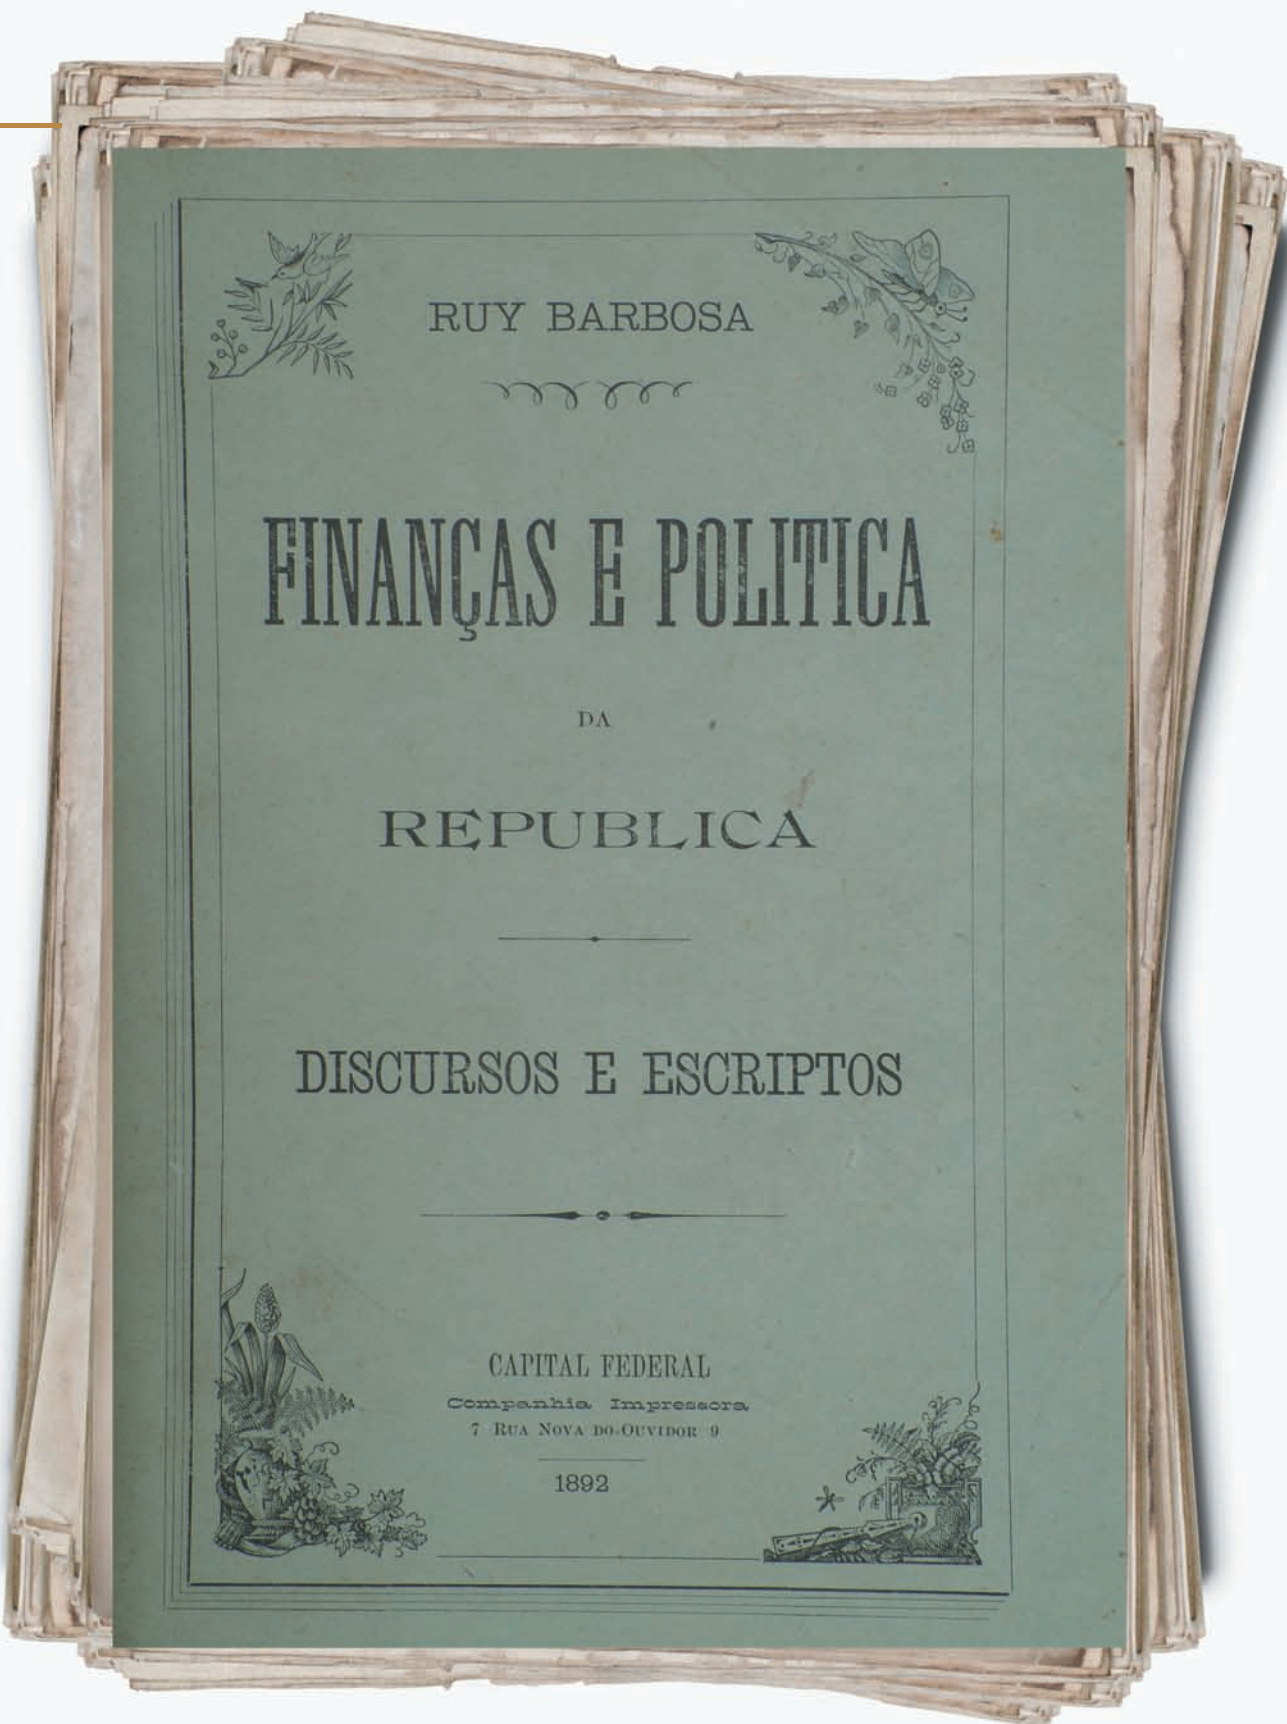 RUY BARBOSA
FINANÇAS E POLITICA
DA
REPUBLICA
DISCURSOS E ESCRIPTOS
CAPITAL FEDERAL
Companhia Impressora
7 RUA NOVA DO OUVIDOR 9
1892